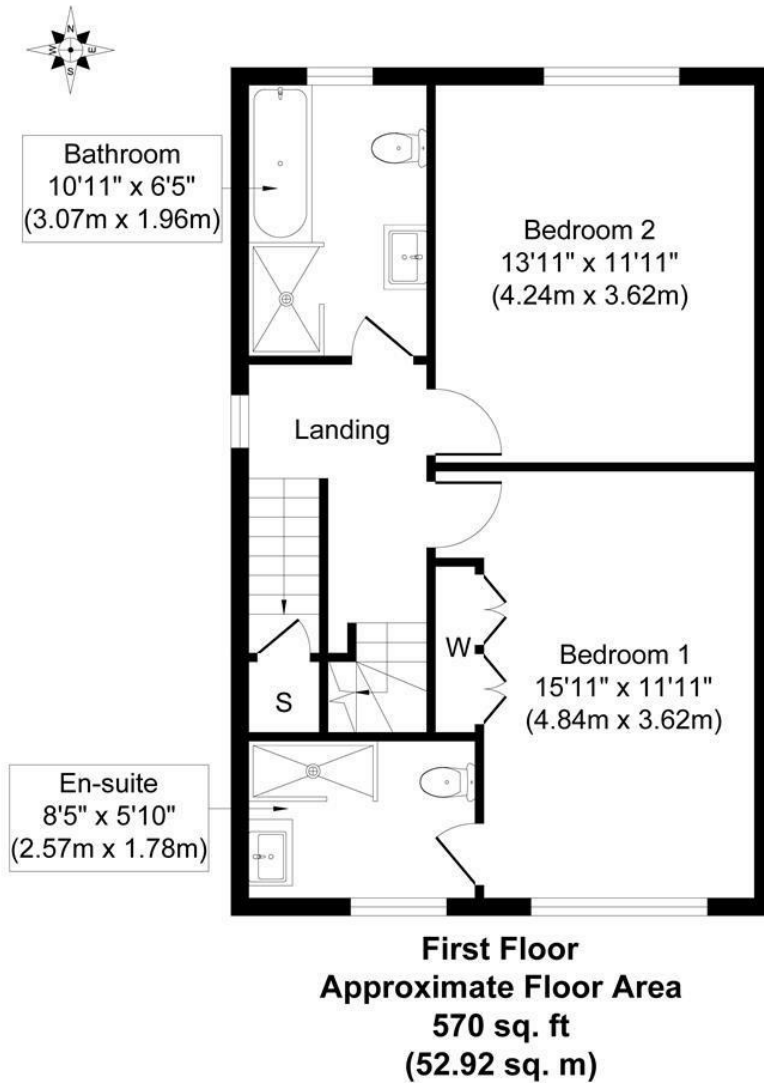 N
W E
S
Bathroom
10'11" x 6'5"
(3.07m x 1.96m)
Bedroom 2
13'11" x 11'11"
(4.24m x 3.62m)
Landing
W
Bedroom 1
15'11" x 11'11"
(4.84m x 3.62m)
S
En-suite
8'5" x 5'10"
(2.57m x 1.78m)
First Floor
Approximate Floor Area
570 sq. ft
(52.92 sq. m)